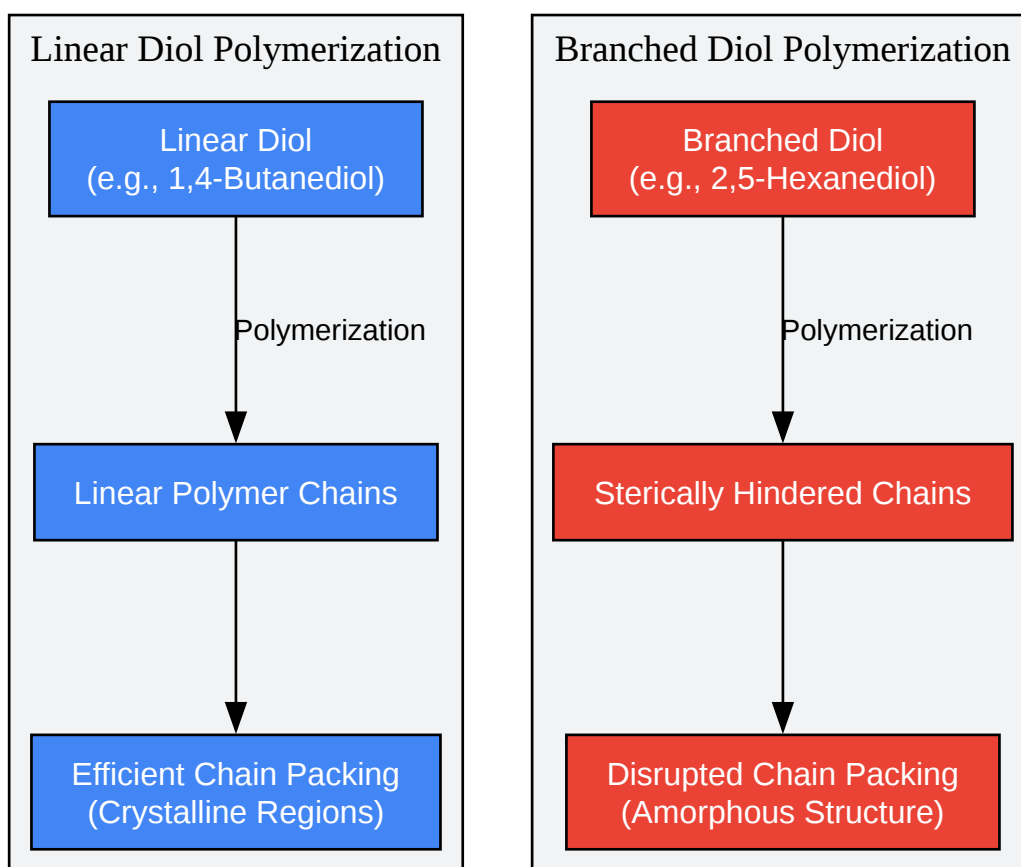 Linear Diol Polymerization
Linear Diol
(e.g., 1,4-Butanediol)
Polymerization
Linear Polymer Chains
Efficient Chain Packing
(Crystalline Regions)
Branched Diol Polymerization
Branched Diol
(e.g., 2,5-Hexanediol)
Polymerization
Sterically Hindered Chains
Disrupted Chain Packing
(Amorphous Structure)